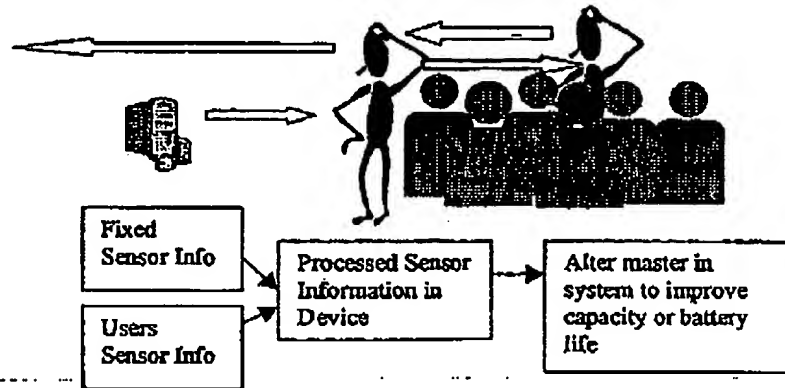 Fixed
Sensor Info
Users
Sensor Info
Processed Sensor
Information in
Device
After master in
system to improve
capacity or battery
life